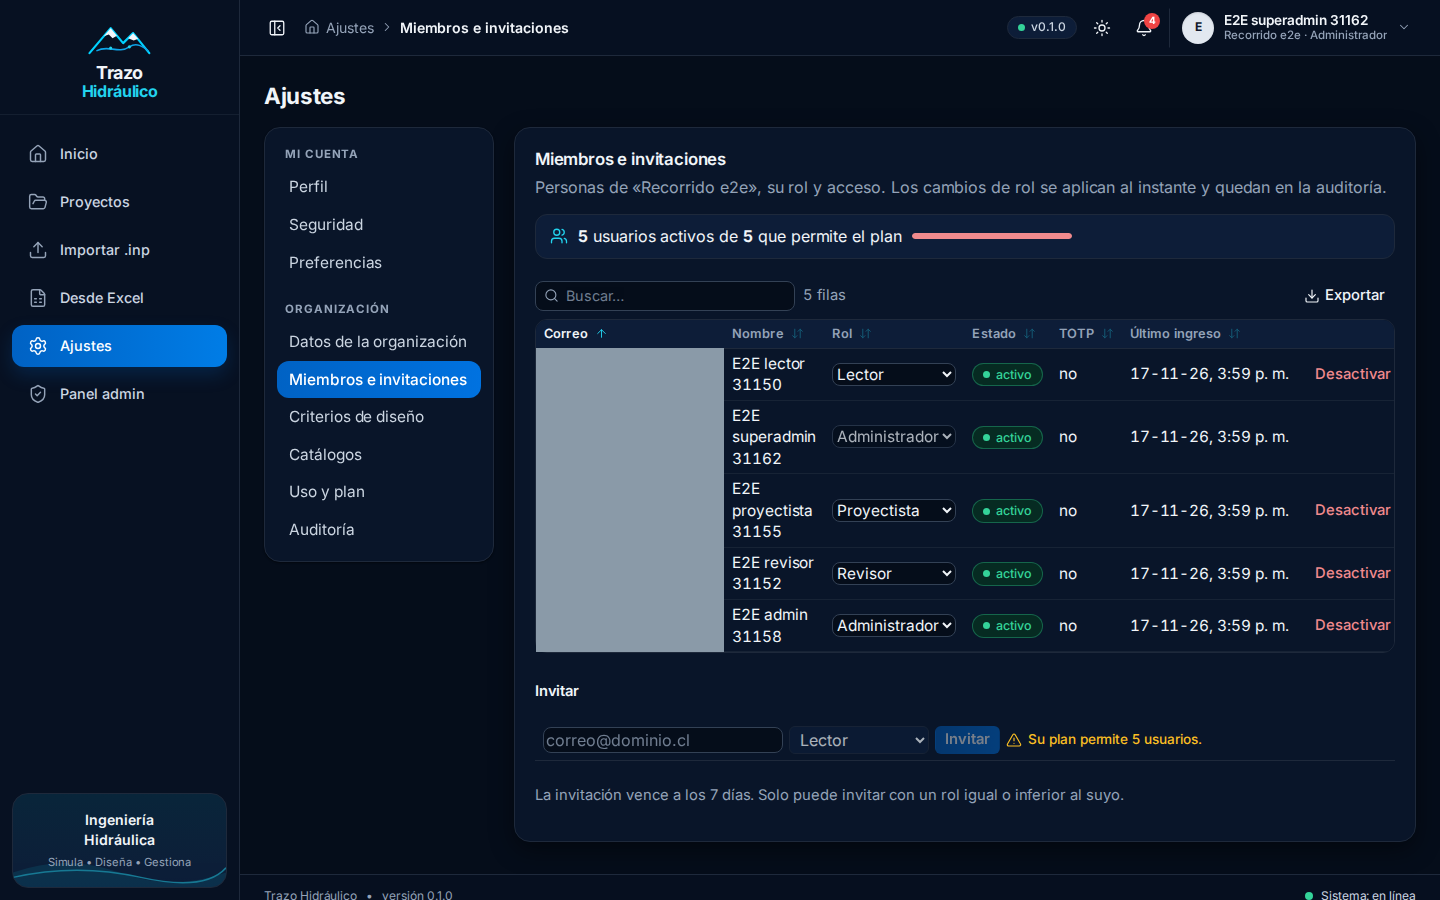 Trazo
Hidráulico
Inicio
Proyectos
Importar .inp
Desde Excel
Ajustes
Panel admin
Ingeniería
Hidráulica
Simula • Diseña • Gestiona
Ajustes > Miembros e invitaciones
v0.1.0
4
E
E2E superadmin 31162
Recorrido e2e · Administrador
Ajustes
MI CUENTA
Perfil
Seguridad
Preferencias
ORGANIZACIÓN
Datos de la organización
Miembros e invitaciones
Criterios de diseño
Catálogos
Uso y plan
Auditoría
Miembros e invitaciones
Personas de «Recorrido e2e», su rol y acceso. Los cambios de rol se aplican al instante y quedan en la auditoría.
5 usuarios activos de 5 que permite el plan
Buscar... 5 filas Exportar
Correo Nombre Rol Estado TOTP Último ingreso
E2E lector
31150
Lector activo no 17-11-26, 3:59 p. m. Desactivar
E2E
superadmin
31162
Administrador activo no 17-11-26, 3:59 p. m.
E2E
proyectista
31155
Proyectista activo no 17-11-26, 3:59 p. m. Desactivar
E2E revisor
31152
Revisor activo no 17-11-26, 3:59 p. m. Desactivar
E2E admin
31158
Administrador activo no 17-11-26, 3:59 p. m. Desactivar
Invitar
correo@dominio.cl Lector Invitar Su plan permite 5 usuarios.
La invitación vence a los 7 días. Solo puede invitar con un rol igual o inferior al suyo.
Trazo Hidráulico • versión 0.1.0
Sistema: en línea